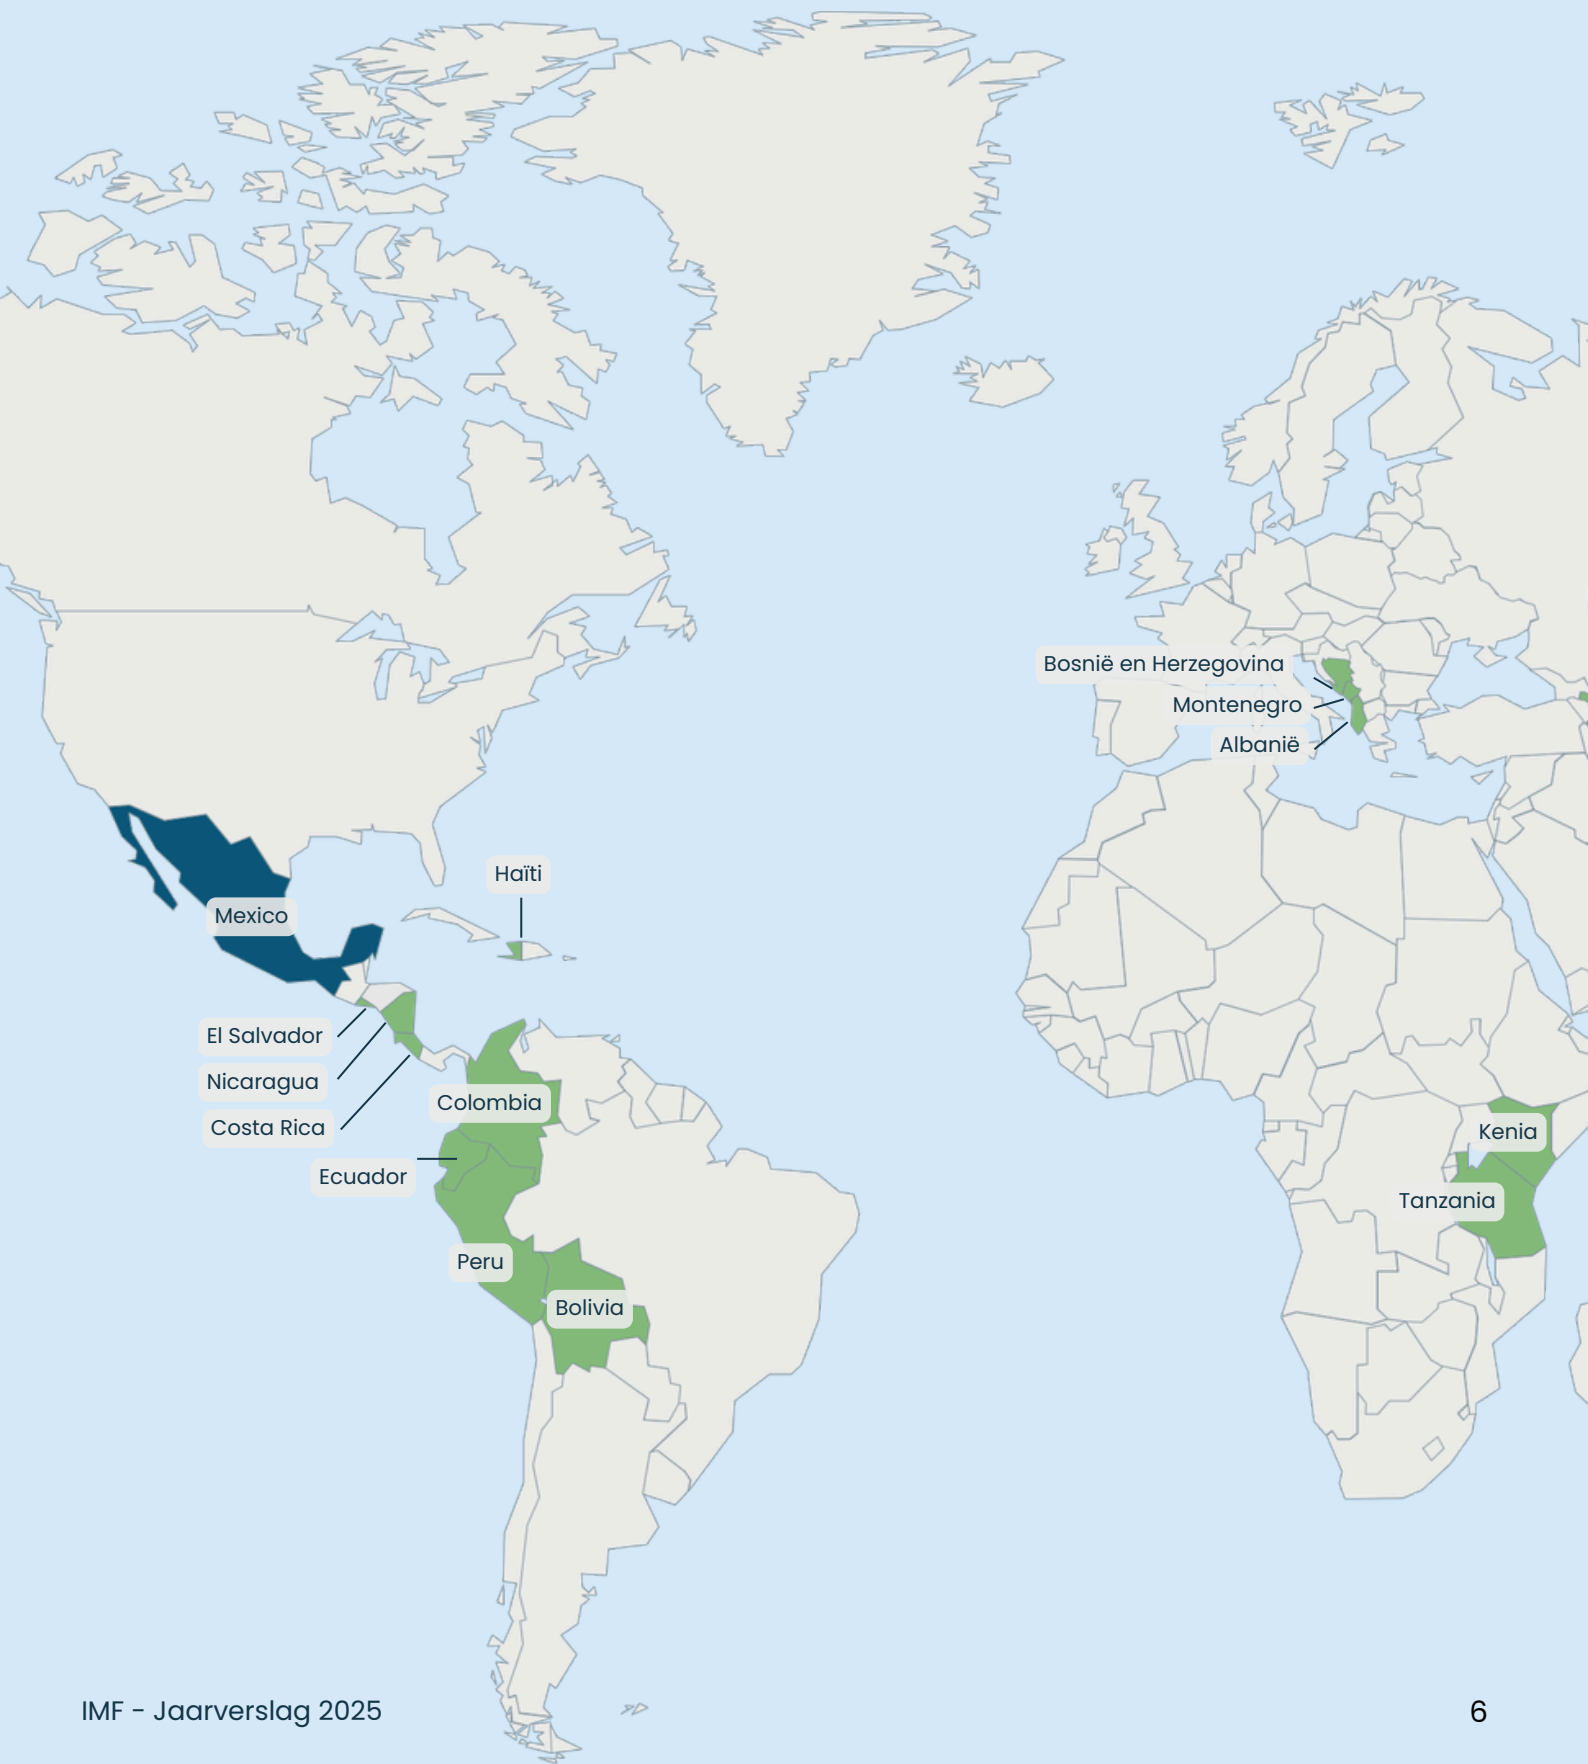 Bosnië en Herzegovina
Montenegro
Albanië
Haïti
Mexico
El Salvador
Nicaragua
Costa Rica
Colombia
Ecuador
Kenia
Tanzania
Peru
Bolivia
IMF - Jaarverslag 2025
6